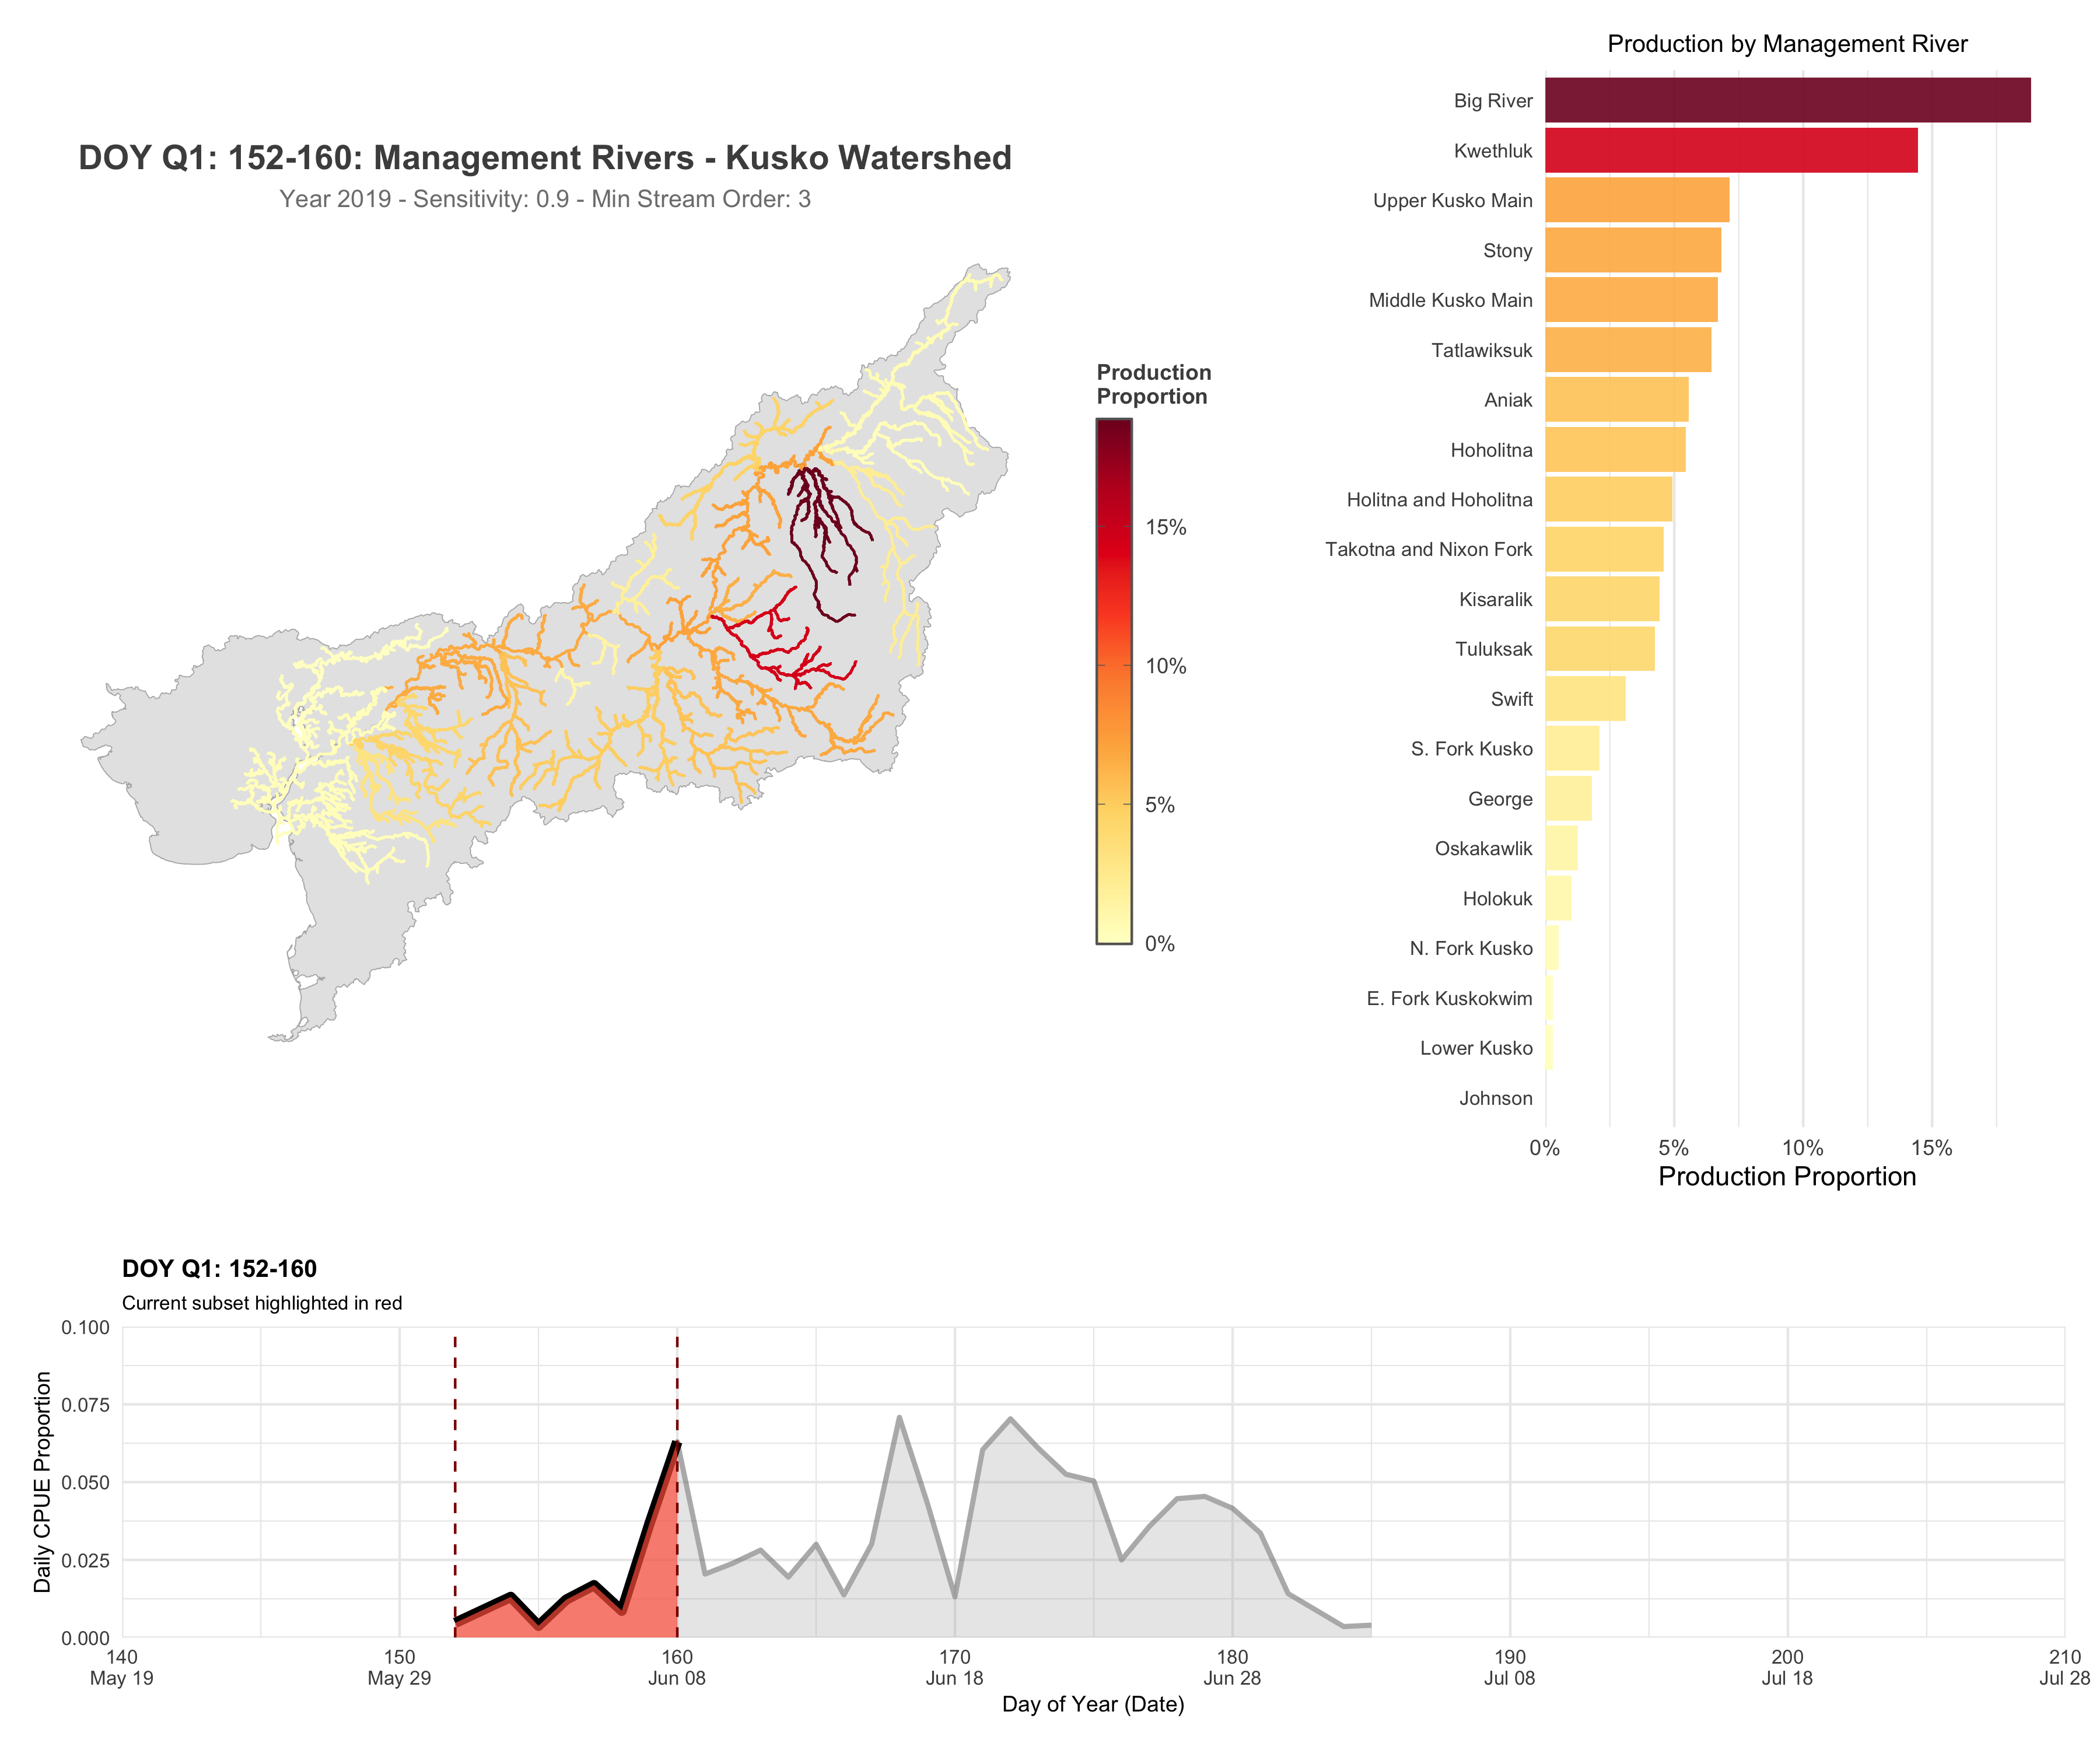 Production by Management River
Big River
Kwethluk
Upper Kusko Main
Stony
Middle Kusko Main
Tatlawiksuk
Aniak
Hoholitna
Holitna and Hoholitna
Takotna and Nixon Fork
Kisaralik
Tuluksak
Swift
S. Fork Kusko
George
Oskakawlik
Holokuk
N. Fork Kusko
E. Fork Kuskokwim
Lower Kusko
Johnson
0% 5% 10% 15%
Production Proportion
DOY Q1: 152-160: Management Rivers - Kusko Watershed
Year 2019 - Sensitivity: 0.9 - Min Stream Order: 3
Production
Proportion
15%
10%
5%
0%
DOY Q1: 152-160
Current subset highlighted in red
Daily CPUE Proportion
0.100
0.075
0.050
0.025
0.000
140 150 160 170 180 190 200 210
May 19 May 29 Jun 08 Jun 18 Jun 28 Jul 08 Jul 18 Jul 28
Day of Year (Date)